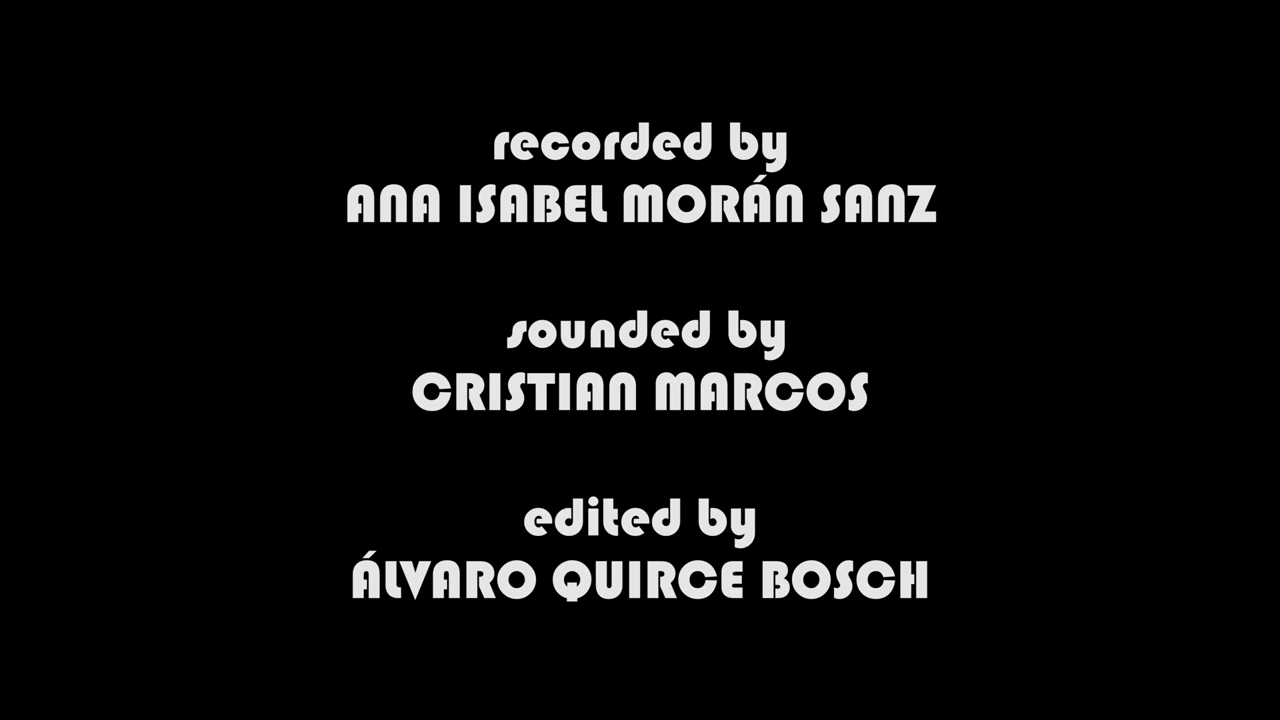 recorded by
ANA ISABEL MORÁN SANZ
sounded by
CRISTIAN MARCOS
edited by
ÁLVARO QUIRCE BOSCH